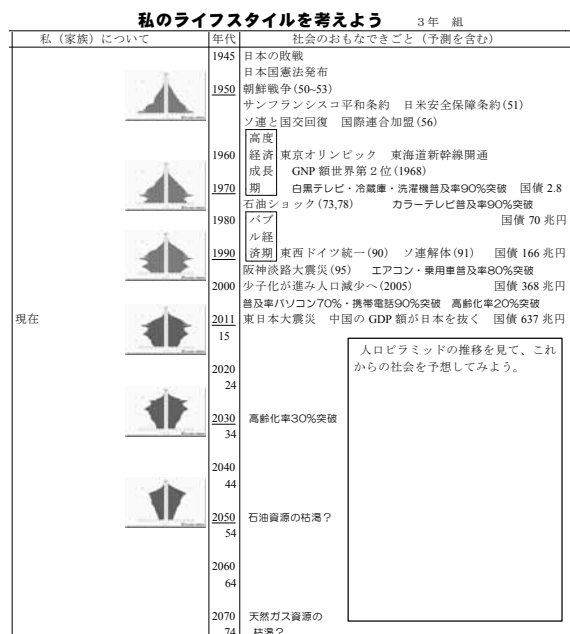 私のライフスタイルを考えよう 3年 組
私（家族）について 年代 社会のおもなできごと（予測を含む）
1945 日本の敗戦
日本国憲法発布
1950 朝鮮戦争(50~53)
サンフランシスコ平和条約 日米安全保障条約(51)
ソ連と国交回復 国際連合加盟(56)
高度
1960 経済 東京オリンピック 東海道新幹線開通
成長 GNP 額世界第２位(1968)
1970 期 白黒テレビ・冷蔵庫・洗濯機普及率90%突破 国債 2.8
石油ショック(73,78) カラーテレビ普及率90%突破
1980 バブ 国債 70 兆円
ル経
1990 済期 東西ドイツ統一(90) ソ連解体(91) 国債 166 兆円
阪神淡路大震災(95) エアコン・乗用車普及率80%突破
2000 少子化が進み人口減少へ(2005) 国債 368 兆円
普及率パソコン70%・携帯電話90%突破 高齢化率20%突破
現在 2011 東日本大震災 中国の GDP 額が日本を抜く 国債 637 兆円
15
人口ピラミッドの推移を見て、これ
からの社会を予想してみよう。
2020
24
2030 高齢化率30%突破
34
2040
44
2050 石油資源の枯渇？
54
2060
64
2070 天然ガス資源の
74 枯渇？